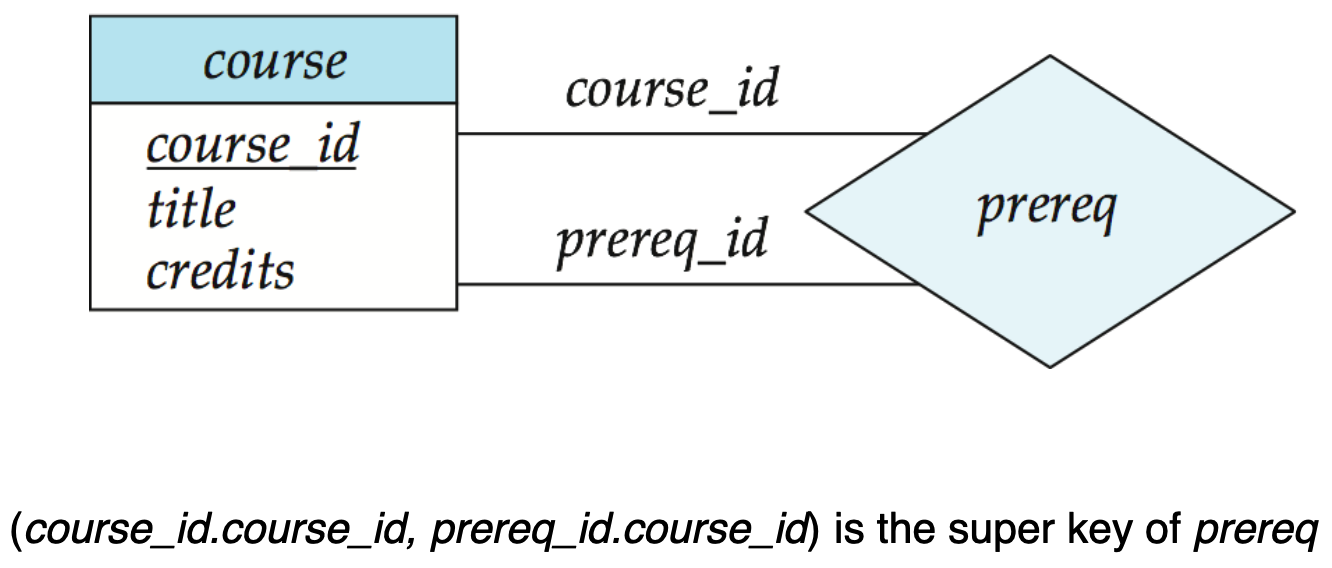 course
course_id
title
credits
course_id
prereq_id
prereq
(course_id.course_id, prereq_id.course_id) is the super key of prereq